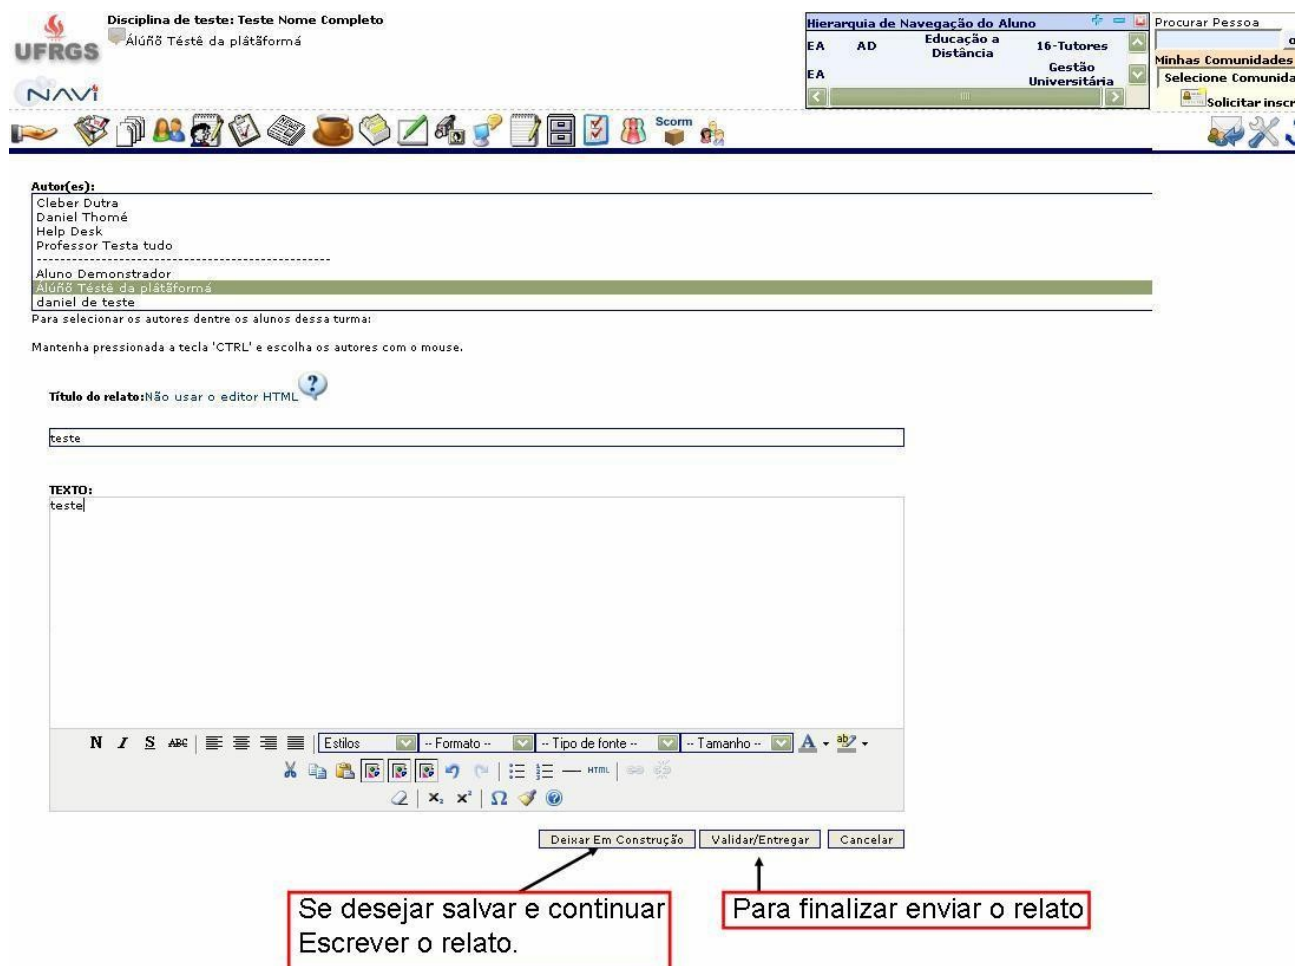 Disciplina de teste: Teste Nome Completo
Álúñõ Téstê da plátãformá
UFRGS
NAVi
Hierarquia de Navegação do Aluno
EA AD Educação a Distância 16-Tutores
EA Gestão Universitária
Procurar Pessoa
Minhas Comunidades
Selecione Comunida
Solicitar inscr
Scorm
Autor(es):
Cleber Dutra
Daniel Thomé
Help Desk
Professor Testa tudo
------------------------------------------------
Aluno Demonstrador
Álúñõ Téstê da plátãformá
daniel de teste
Para selecionar os autores dentre os alunos dessa turma:
Mantenha pressionada a tecla 'CTRL' e escolha os autores com o mouse.
Título do relato:Não usar o editor HTML ?
teste
TEXTO:
teste
N I S ABC Estilos -- Formato -- -- Tipo de fonte -- -- Tamanho -- A ab
HTML
x₂ x² Ω
Deixar Em Construção Validar/Entregar Cancelar
Se desejar salvar e continuar
Escrever o relato.
Para finalizar enviar o relato